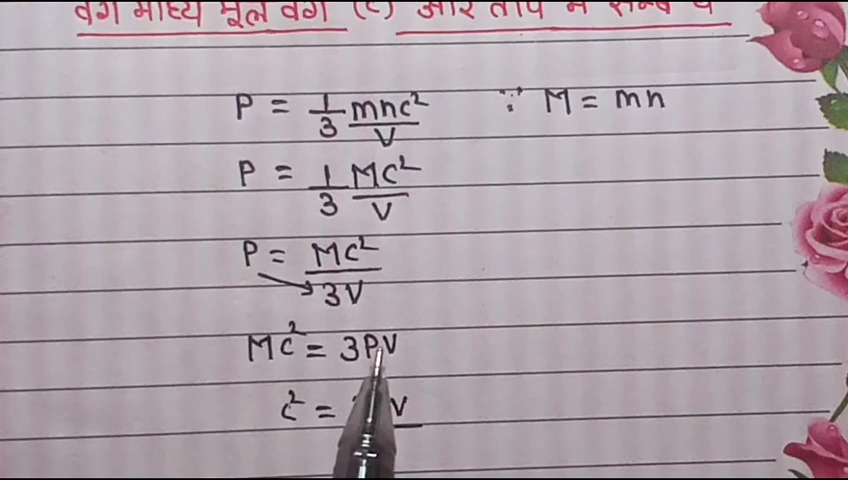 वर्ग माध्य मूल वर्ग (c) और ताप में सम्बन्ध
P = 1/3 mnc²/V ∵ M = mn
P = 1/3 Mc²/V
P = Mc²/3V
Mc² = 3PV
c² = V